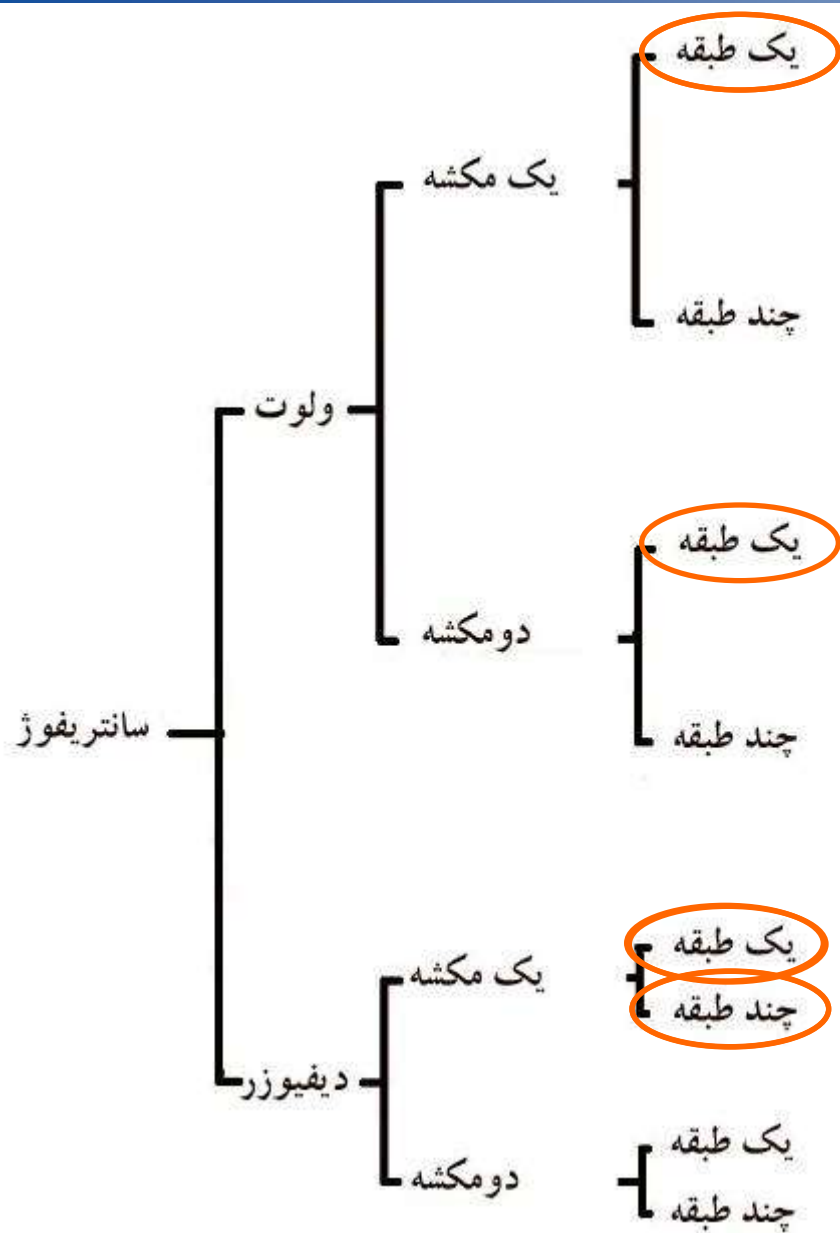 یک طبقه
یک مکشه
چند طبقه
ولوت
یک طبقه
دومکشه
سانتریفوژ
چند طبقه
یک طبقه
یک مکشه
چند طبقه
دیفیوزر
یک طبقه
دومکشه
چند طبقه